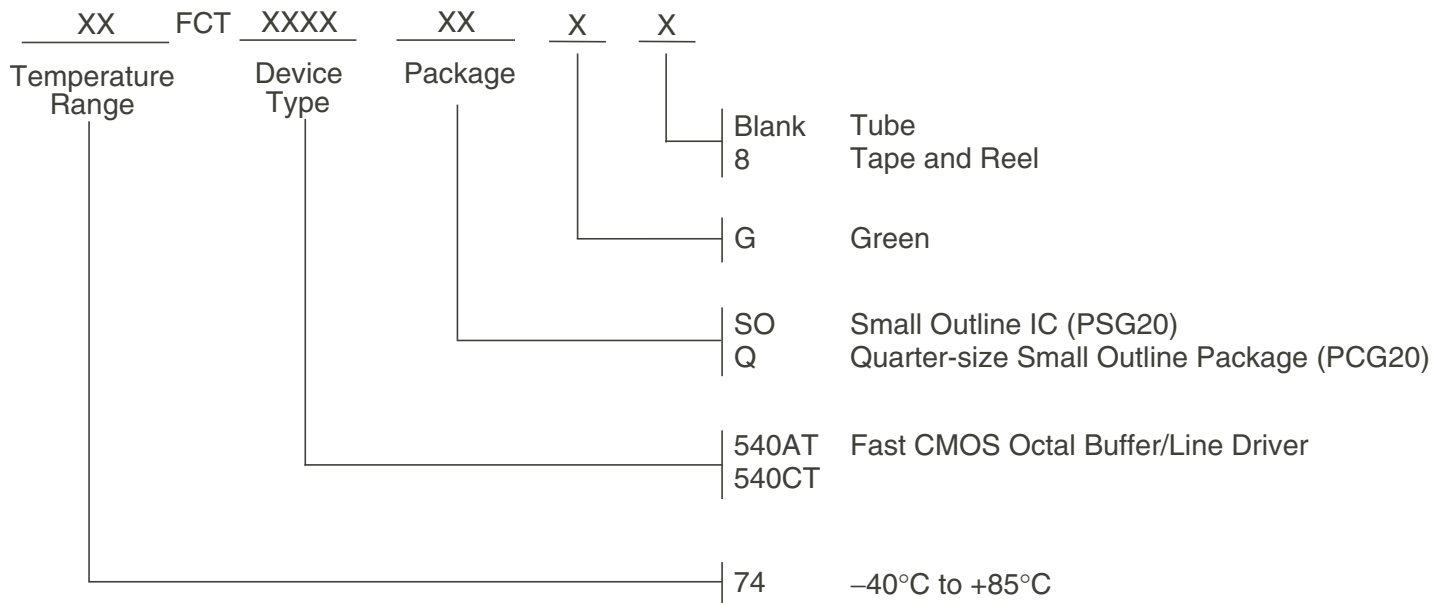 XX FCT XXXX XX X X
Temperature Range
Device Type
Package
Blank Tube
8 Tape and Reel
G Green
SO Small Outline IC (PSG20)
Q Quarter-size Small Outline Package (PCG20)
540AT Fast CMOS Octal Buffer/Line Driver
540CT
74 –40°C to +85°C